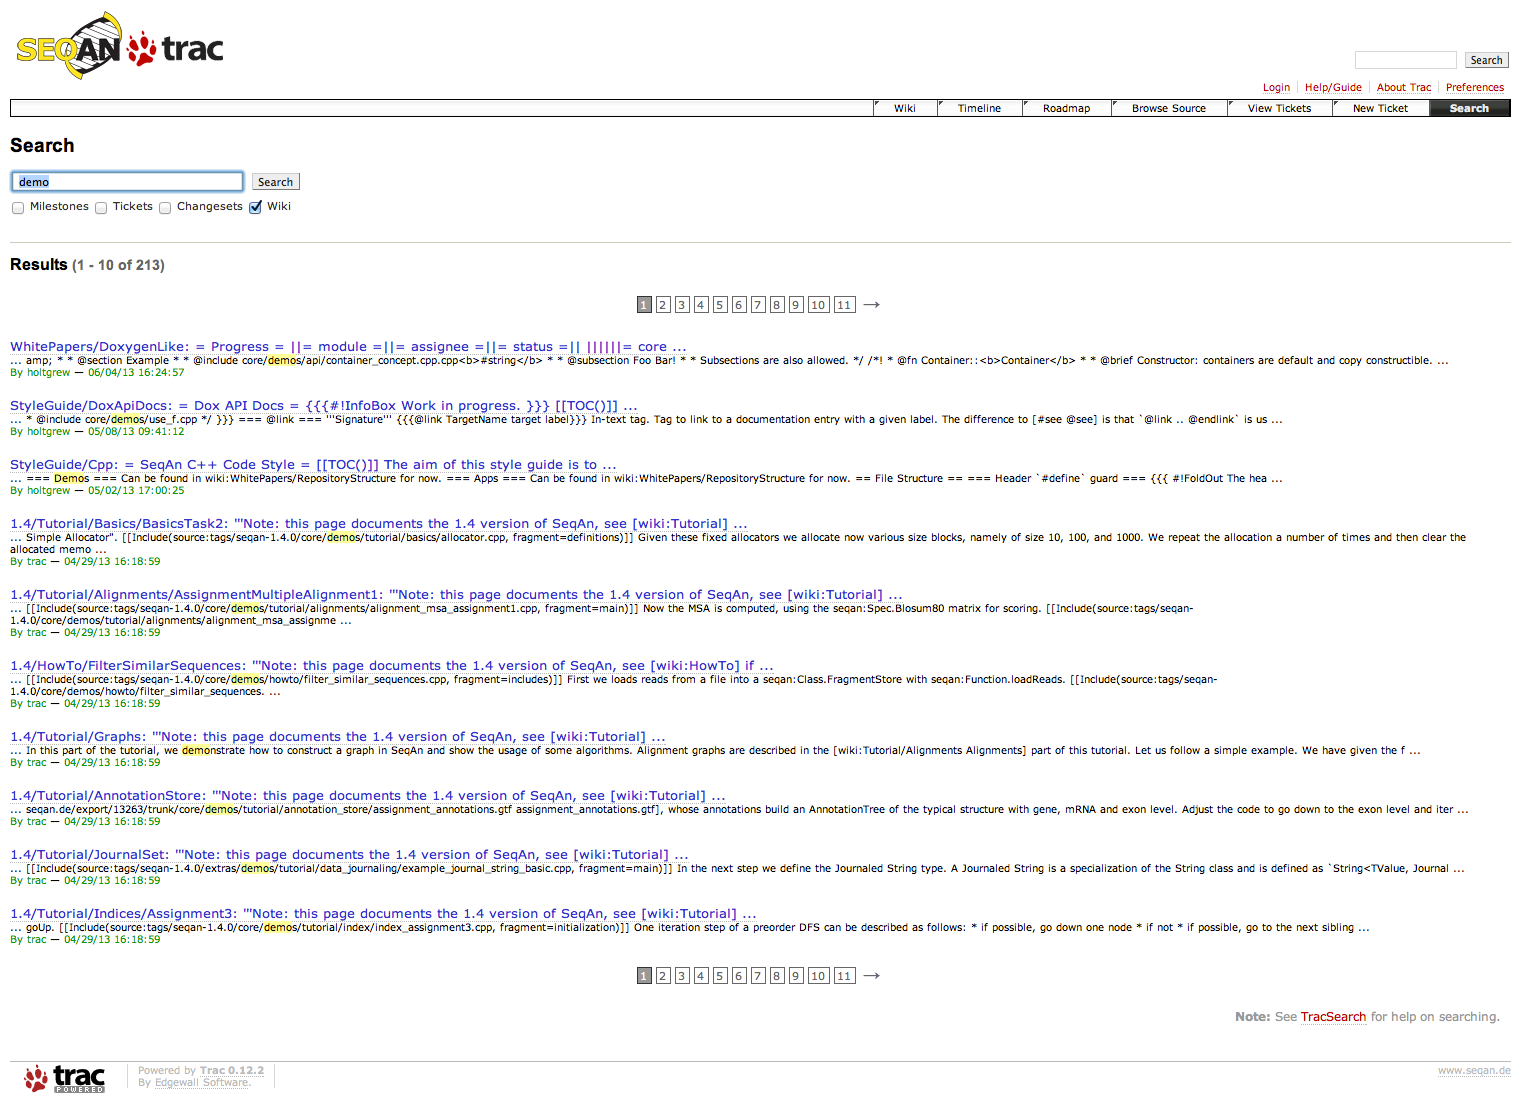 SEQAN trac
Search
Login Help/Guide About Trac Preferences
Wiki Timeline Roadmap Browse Source View Tickets New Ticket Search
Search
demo Search
Milestones Tickets Changesets Wiki
Results (1 - 10 of 213)
1 2 3 4 5 6 7 8 9 10 11 →
WhitePapers/DoxygenLike: = Progress = ||= module =||= assignee =||= status =|| ||||||= core ...
... amp; * * @section Example * * @include core/demos/api/container_concept.cpp.cpp<b>#string</b> * * @subsection Foo Bar! * * Subsections are also allowed. */ /*! * @fn Container::<b>Container</b> * * @brief Constructor: containers are default and copy constructible. ...
By holtgrew — 06/04/13 16:24:57
StyleGuide/DoxApiDocs: = Dox API Docs = {{{#!InfoBox Work in progress. }}} [[TOC()]] ...
... * @include core/demos/use_f.cpp */ }}} === @link === '''Signature''' {{{@link TargetName target label}}} In-text tag. Tag to link to a documentation entry with a given label. The difference to [#see @see] is that `@link .. @endlink` is us ...
By holtgrew — 05/08/13 09:41:12
StyleGuide/Cpp: = SeqAn C++ Code Style = [[TOC()]] The aim of this style guide is to ...
... === Demos === Can be found in wiki:WhitePapers/RepositoryStructure for now. === Apps === Can be found in wiki:WhitePapers/RepositoryStructure for now. == File Structure == === Header `#define` guard === {{{ #!FoldOut The hea ...
By holtgrew — 05/02/13 17:00:25
1.4/Tutorial/Basics/BasicsTask2: '''Note: this page documents the 1.4 version of SeqAn, see [wiki:Tutorial] ...
... Simple Allocator". [[Include(source:tags/seqan-1.4.0/core/demos/tutorial/basics/allocator.cpp, fragment=definitions)]] Given these fixed allocators we allocate now various size blocks, namely of size 10, 100, and 1000. We repeat the allocation a number of times and then clear the
allocated memo ...
By trac — 04/29/13 16:18:59
1.4/Tutorial/Alignments/AssignmentMultipleAlignment1: '''Note: this page documents the 1.4 version of SeqAn, see [wiki:Tutorial] ...
... [[Include(source:tags/seqan-1.4.0/core/demos/tutorial/alignments/alignment_msa_assignment1.cpp, fragment=main)]] Now the MSA is computed, using the seqan:Spec.Blosum80 matrix for scoring. [[Include(source:tags/seqan-
1.4.0/core/demos/tutorial/alignments/alignment_msa_assignme ...
By trac — 04/29/13 16:18:59
1.4/HowTo/FilterSimilarSequences: '''Note: this page documents the 1.4 version of SeqAn, see [wiki:HowTo] if ...
... [[Include(source:tags/seqan-1.4.0/core/demos/howto/filter_similar_sequences.cpp, fragment=includes)]] First we loads reads from a file into a seqan:Class.FragmentStore with seqan:Function.loadReads. [[Include(source:tags/seqan-
1.4.0/core/demos/howto/filter_similar_sequences. ...
By trac — 04/29/13 16:18:59
1.4/Tutorial/Graphs: '''Note: this page documents the 1.4 version of SeqAn, see [wiki:Tutorial] ...
... In this part of the tutorial, we demonstrate how to construct a graph in SeqAn and show the usage of some algorithms. Alignment graphs are described in the [wiki:Tutorial/Alignments Alignments] part of this tutorial. Let us follow a simple example. We have given the f ...
By trac — 04/29/13 16:18:59
1.4/Tutorial/AnnotationStore: '''Note: this page documents the 1.4 version of SeqAn, see [wiki:Tutorial] ...
... seqan.de/export/13263/trunk/core/demos/tutorial/annotation_store/assignment_annotations.gtf assignment_annotations.gtf], whose annotations build an AnnotationTree of the typical structure with gene, mRNA and exon level. Adjust the code to go down to the exon level and iter ...
By trac — 04/29/13 16:18:59
1.4/Tutorial/JournalSet: '''Note: this page documents the 1.4 version of SeqAn, see [wiki:Tutorial] ...
... [[Include(source:tags/seqan-1.4.0/extras/demos/tutorial/data_journaling/example_journal_string_basic.cpp, fragment=main)]] In the next step we define the Journaled String type. A Journaled String is a specialization of the String class and is defined as `String<TValue, Journal ...
By trac — 04/29/13 16:18:59
1.4/Tutorial/Indices/Assignment3: '''Note: this page documents the 1.4 version of SeqAn, see [wiki:Tutorial] ...
... goUp. [[Include(source:tags/seqan-1.4.0/core/demos/tutorial/index/index_assignment3.cpp, fragment=initialization)]] One iteration step of a preorder DFS can be described as follows: * if possible, go down one node * if not * if possible, go to the next sibling ...
By trac — 04/29/13 16:18:59
1 2 3 4 5 6 7 8 9 10 11 →
Note: See TracSearch for help on searching.
trac POWERED
Powered by Trac 0.12.2
By Edgewall Software.
www.seqan.de